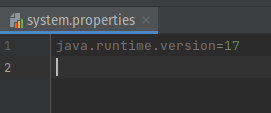 system.properties
1 java.runtime.version=17
2